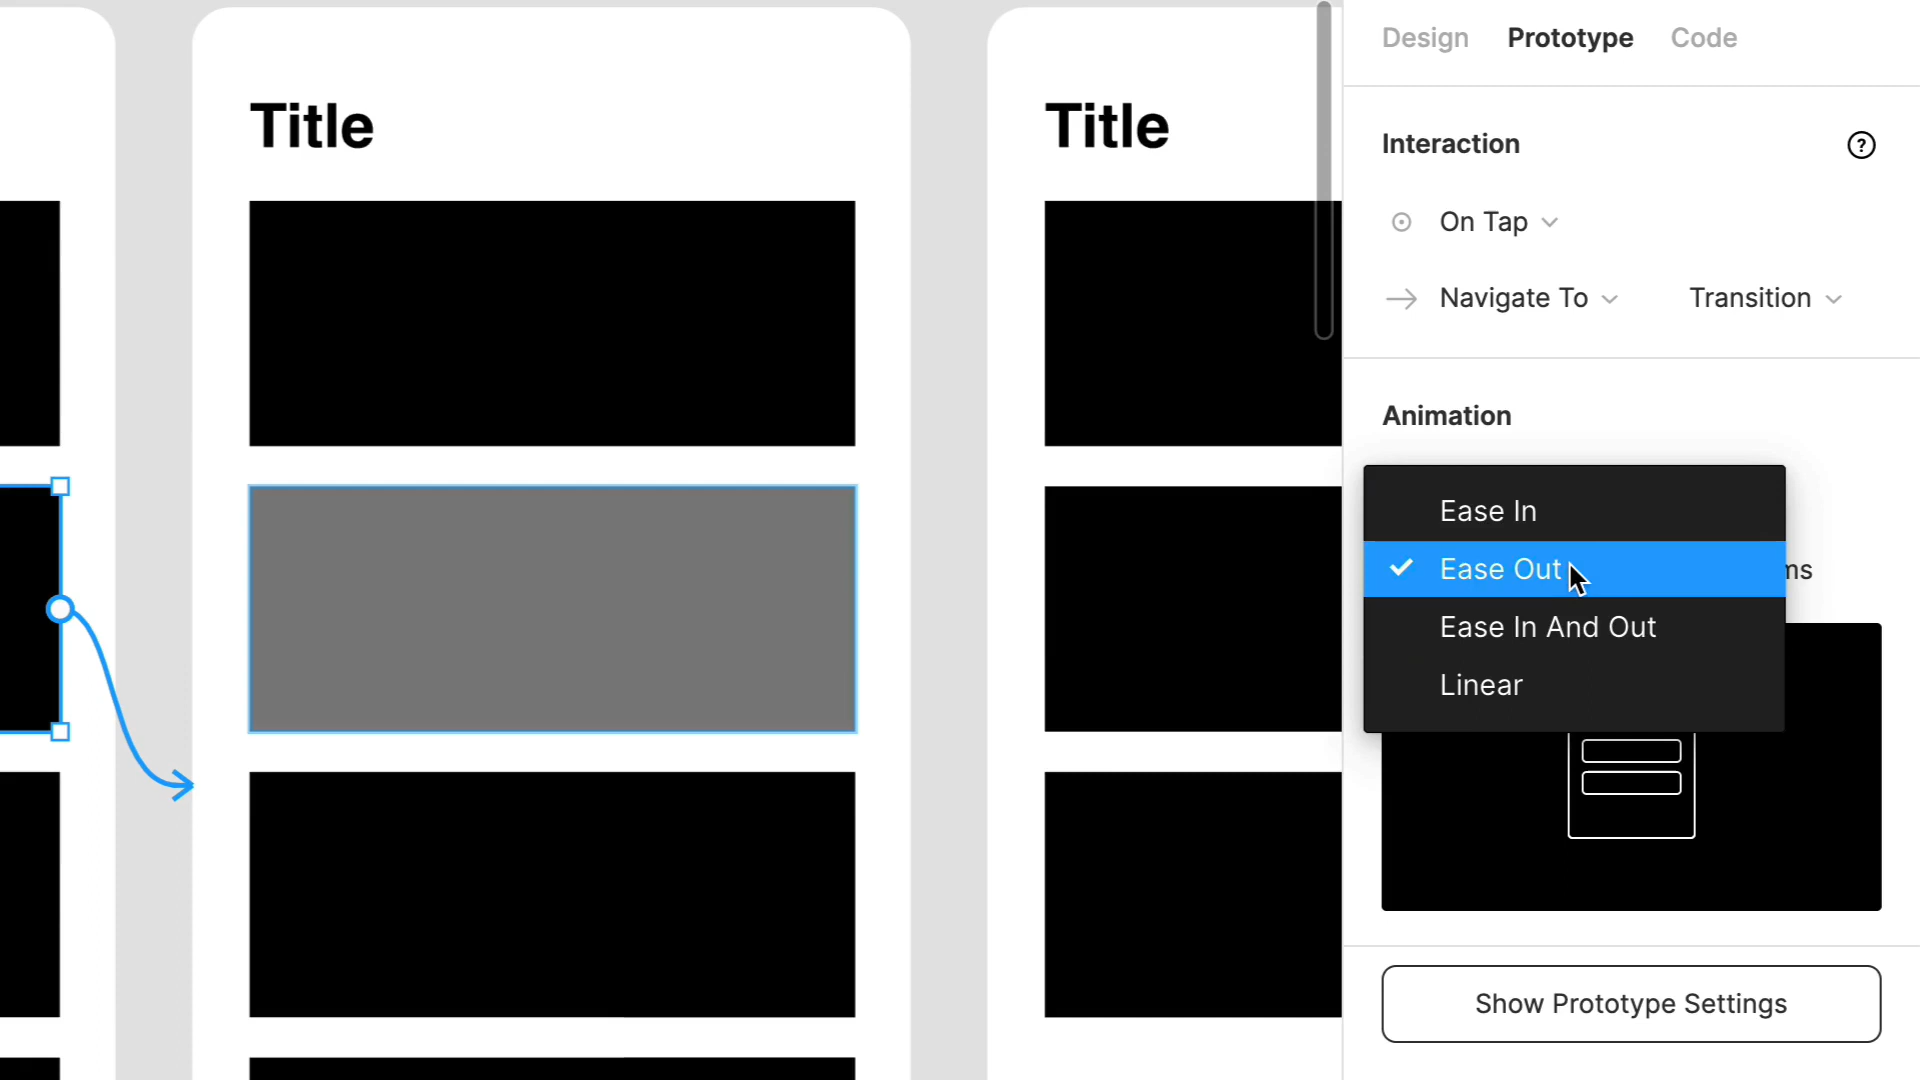 Design Prototype Code
Title
Title
Interaction
?
On Tap
Navigate To Transition
Animation
Ease In
Ease Out
ms
Ease In And Out
Linear
Show Prototype Settings